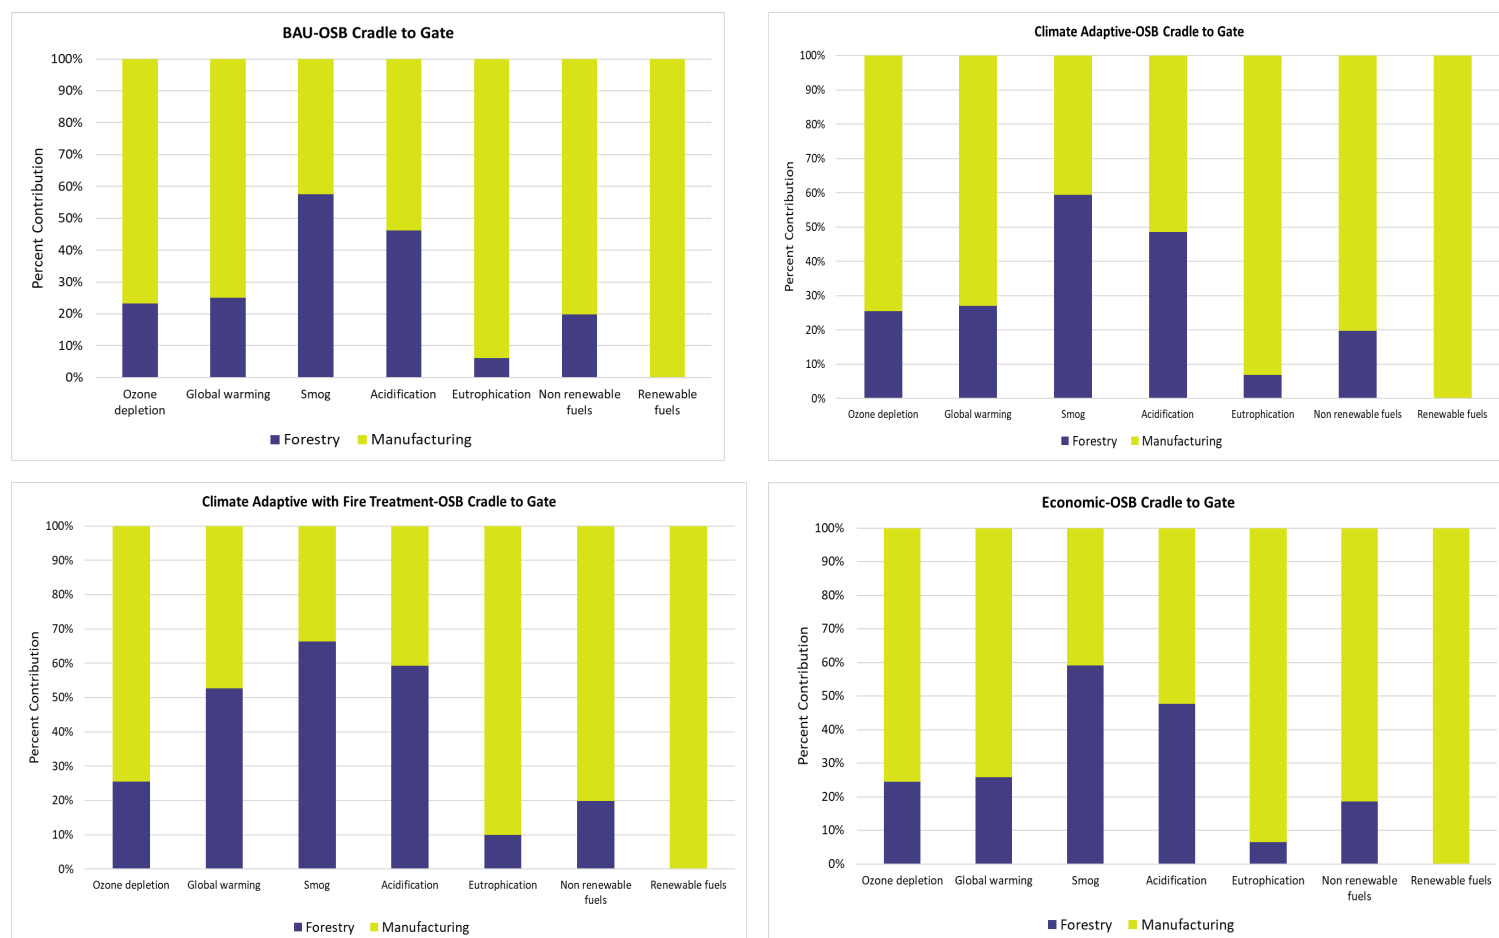 BAU-OSB Cradle to Gate
Percent Contribution
100%
90%
80%
70%
60%
50%
40%
30%
20%
10%
0%
Ozone depletion
Global warming
Smog
Acidification
Eutrophication
Non renewable fuels
Renewable fuels
Forestry
Manufacturing
Climate Adaptive-OSB Cradle to Gate
Percent Contribution
100%
90%
80%
70%
60%
50%
40%
30%
20%
10%
0%
Ozone depletion
Global warming
Smog
Acidification
Eutrophication
Non renewable fuels
Renewable fuels
Forestry
Manufacturing
Climate Adaptive with Fire Treatment-OSB Cradle to Gate
Percent Contribution
100%
90%
80%
70%
60%
50%
40%
30%
20%
10%
0%
Ozone depletion
Global warming
Smog
Acidification
Eutrophication
Non renewable fuels
Renewable fuels
Forestry
Manufacturing
Economic-OSB Cradle to Gate
Percent Contribution
100%
90%
80%
70%
60%
50%
40%
30%
20%
10%
0%
Ozone depletion
Global warming
Smog
Acidification
Eutrophication
Non renewable fuels
Renewable fuels
Forestry
Manufacturing